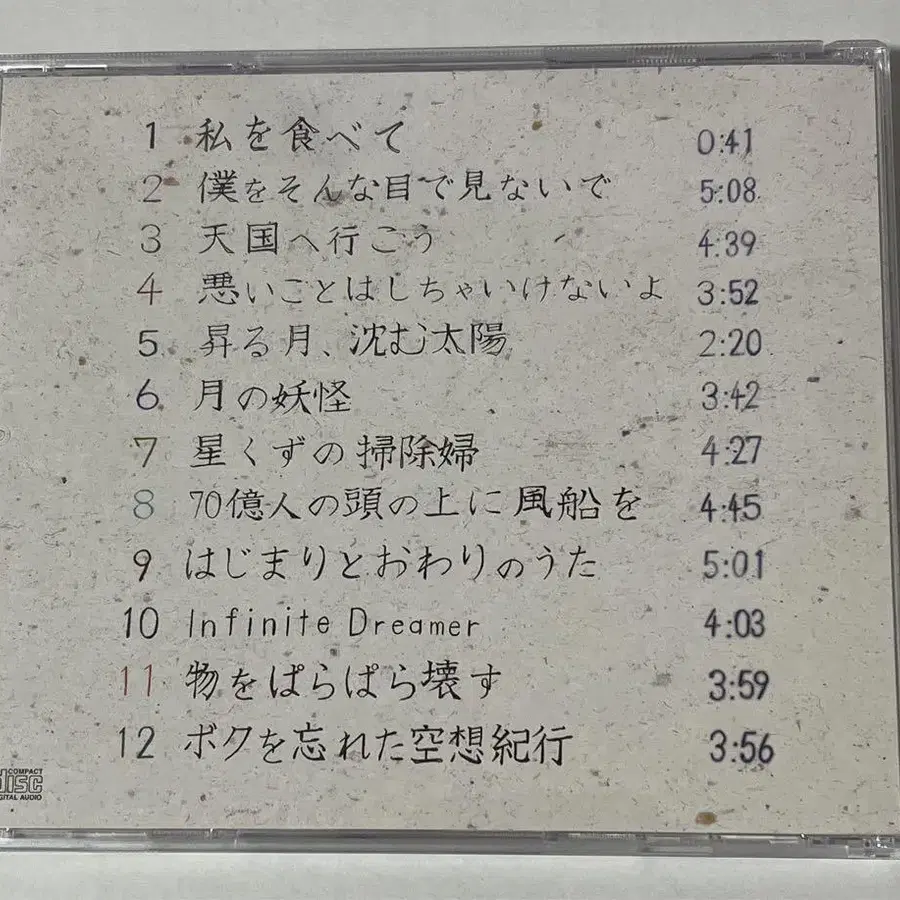 1 私を食べて 0:41
2 僕をそんな目で見ないで 5:08
3 天国へ行こう 4:39
4 悪いことはしちゃいけないよ 3:52
5 昇る月、沈む太陽 2:20
6 月の妖怪 3:42
7 星くずの掃除婦 4:27
8 70億人の頭の上に風船を 4:45
9 はじまりとおわりのうた 5:01
10 Infinite Dreamer 4:03
11 物をぱらぱら壊す 3:59
12 ボクを忘れた空想紀行 3:56
COMPACT
disc
DIGITAL AUDIO